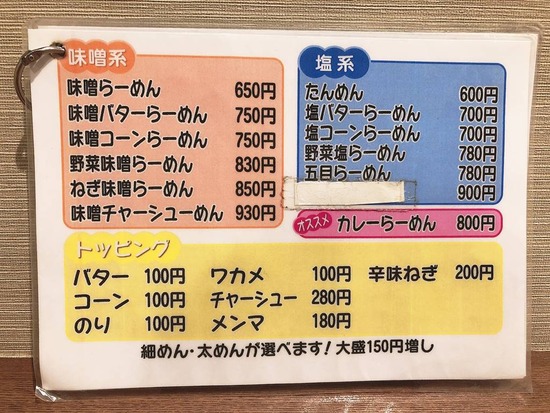 味噌系
味噌らーめん 650円
味噌バターらーめん 750円
味噌コーンらーめん 750円
野菜味噌らーめん 830円
ねぎ味噌らーめん 850円
味噌チャーシューめん 930円
塩系
たんめん 600円
塩バターらーめん 700円
塩コーンらーめん 700円
野菜塩らーめん 780円
五目らーめん 780円
900円
オススメ カレーらーめん 800円
トッピング
バター 100円 ワカメ 100円 辛味ねぎ 200円
コーン 100円 チャーシュー 280円
のり 100円 メンマ 180円
細めん・太めんが選べます!大盛150円増し